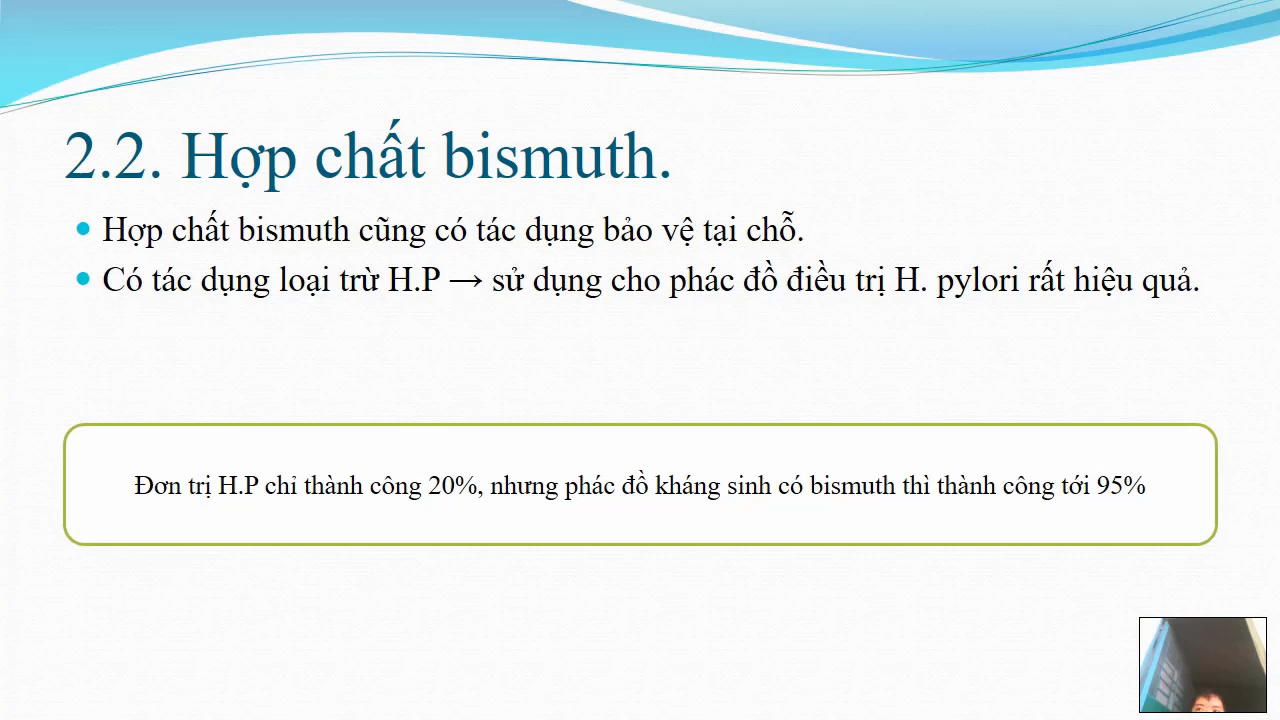 2.2. Hợp chất bismuth.
Hợp chất bismuth cũng có tác dụng bảo vệ tại chỗ.
Có tác dụng loại trừ H.P → sử dụng cho phác đồ điều trị H. pylori rất hiệu quả.
Đơn trị H.P chỉ thành công 20%, nhưng phác đồ kháng sinh có bismuth thì thành công tới 95%